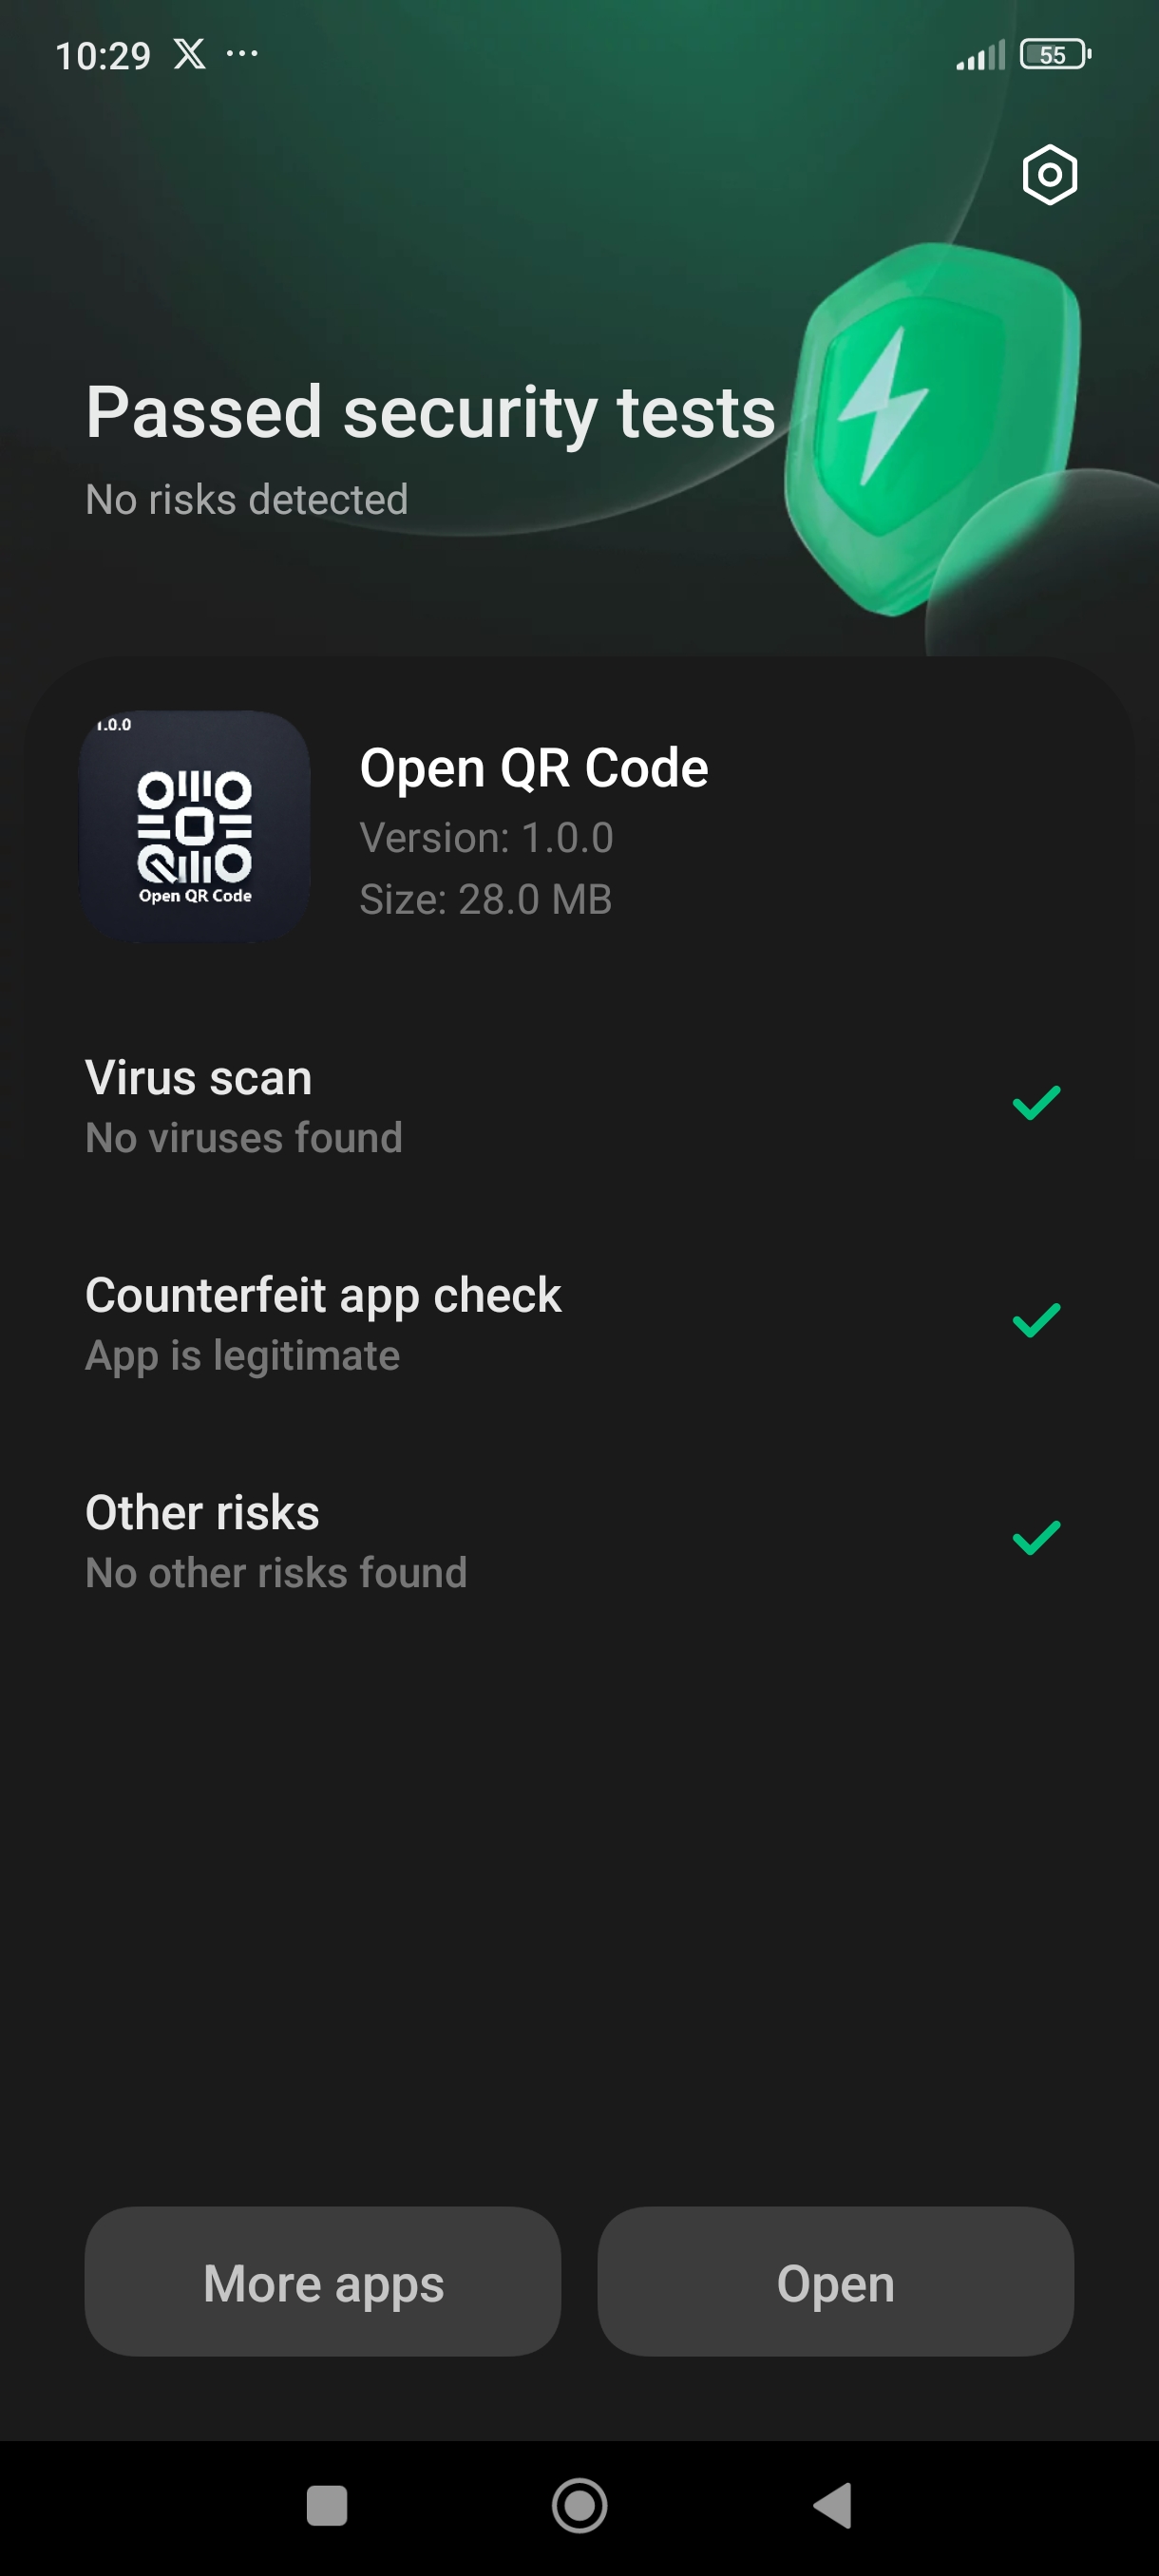 10:29
55
Passed security tests
No risks detected
1.0.0
Open QR Code
Open QR Code
Version: 1.0.0
Size: 28.0 MB
Virus scan
No viruses found
Counterfeit app check
App is legitimate
Other risks
No other risks found
More apps
Open